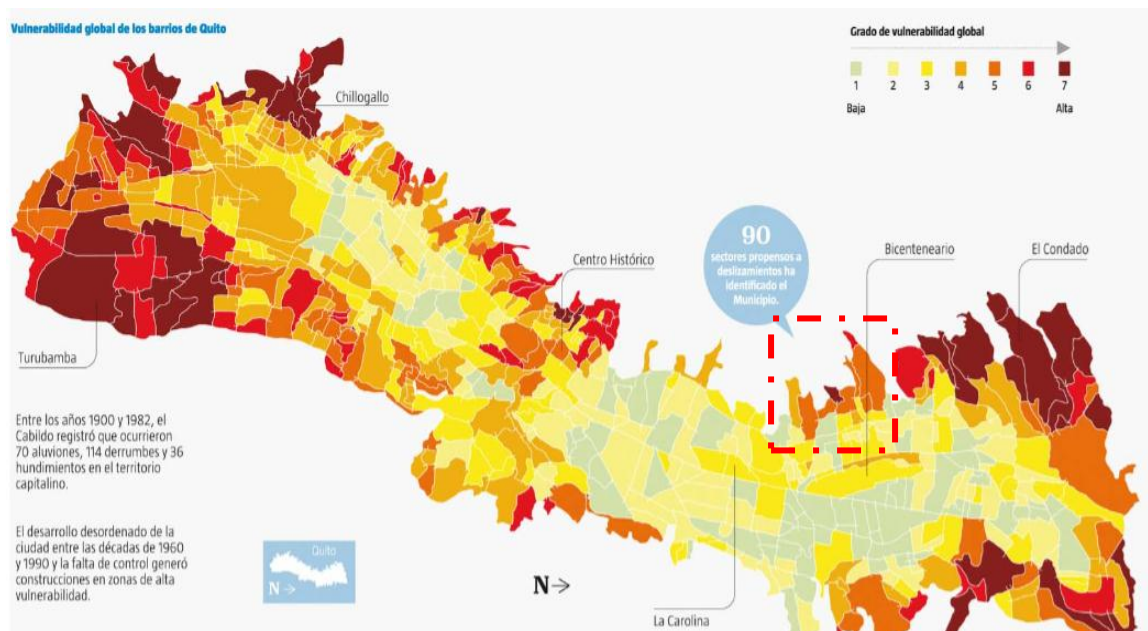 Vulnerabilidad global de los barrios de Quito
Grado de vulnerabilidad global
1 2 3 4 5 6 7
Baja Alta
Chillogallo
Centro Histórico
90
sectores propensos a
deslizamientos ha
identificado el
Municipio.
Bicenteneario
El Condado
Turubamba
Entre los años 1900 y 1982, el
Cabildo registró que ocurrieron
70 aluviones, 114 derrumbes y 36
hundimientos en el territorio
capitalino.
El desarrollo desordenado de la
ciudad entre las décadas de 1960
y 1990 y la falta de control generó
construcciones en zonas de alta
vulnerabilidad.
Quito
N
N
La Carolina